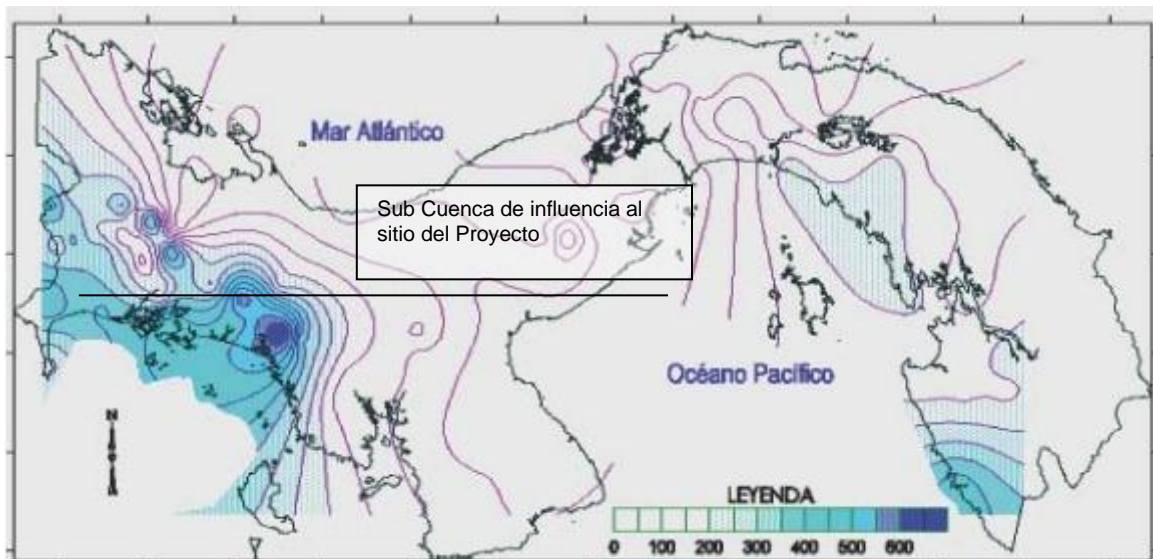 Mar Atlántico
Sub Cuenca de influencia al
sitio del Proyecto
Océano Pacífico
N
LEYENDA
0 100 200 300 400 500 600